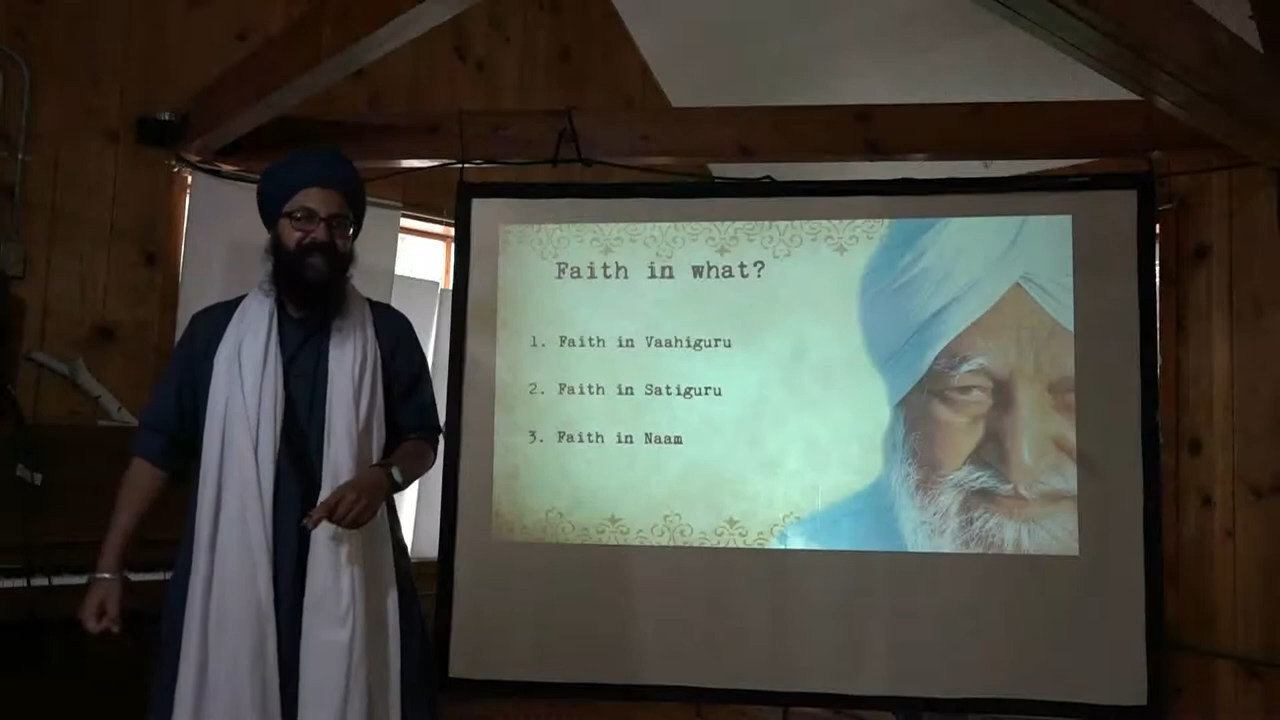 Faith in what?
1. Faith in Vaahiguru
2. Faith in Satiguru
3. Faith in Naam